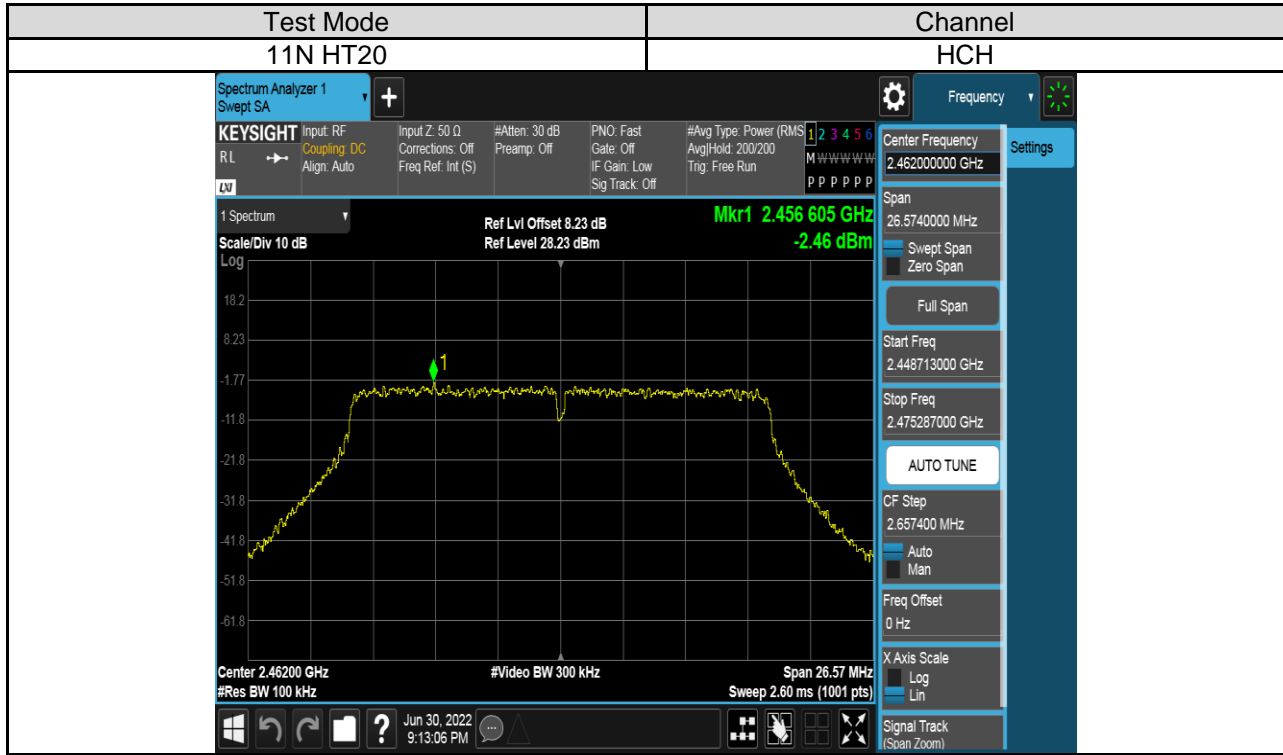 Test Mode Channel
11N HT20 HCH
Spectrum Analyzer 1
Swept SA
+
Frequency
KEYSIGHT Input: RF Input Z: 50 Ω #Atten: 30 dB PNO: Fast #Avg Type: Power (RMS 1 2 3 4 5 6
RL Coupling: DC Corrections: Off Preamp: Off Gate: Off Avg|Hold: 200/200 M W W W W W
Align: Auto Freq Ref: Int (S) IF Gain: Low Trig: Free Run
LXI Sig Track: Off P P P P P P
Center Frequency
2.462000000 GHz
Settings
1 Spectrum
Ref Lvl Offset 8.23 dB
Mkr1 2.456 605 GHz
Scale/Div 10 dB
Ref Level 28.23 dBm
-2.46 dBm
Log
18.2
8.23
1
-1.77
-11.8
-21.8
-31.8
-41.8
-51.8
-61.8
Center 2.46200 GHz #Video BW 300 kHz Span 26.57 MHz
#Res BW 100 kHz Sweep 2.60 ms (1001 pts)
Span
26.5740000 MHz
Swept Span
Zero Span
Full Span
Start Freq
2.448713000 GHz
Stop Freq
2.475287000 GHz
AUTO TUNE
CF Step
2.657400 MHz
Auto
Man
Freq Offset
0 Hz
X Axis Scale
Log
Lin
Signal Track
(Span Zoom)
?
Jun 30, 2022
9:13:06 PM